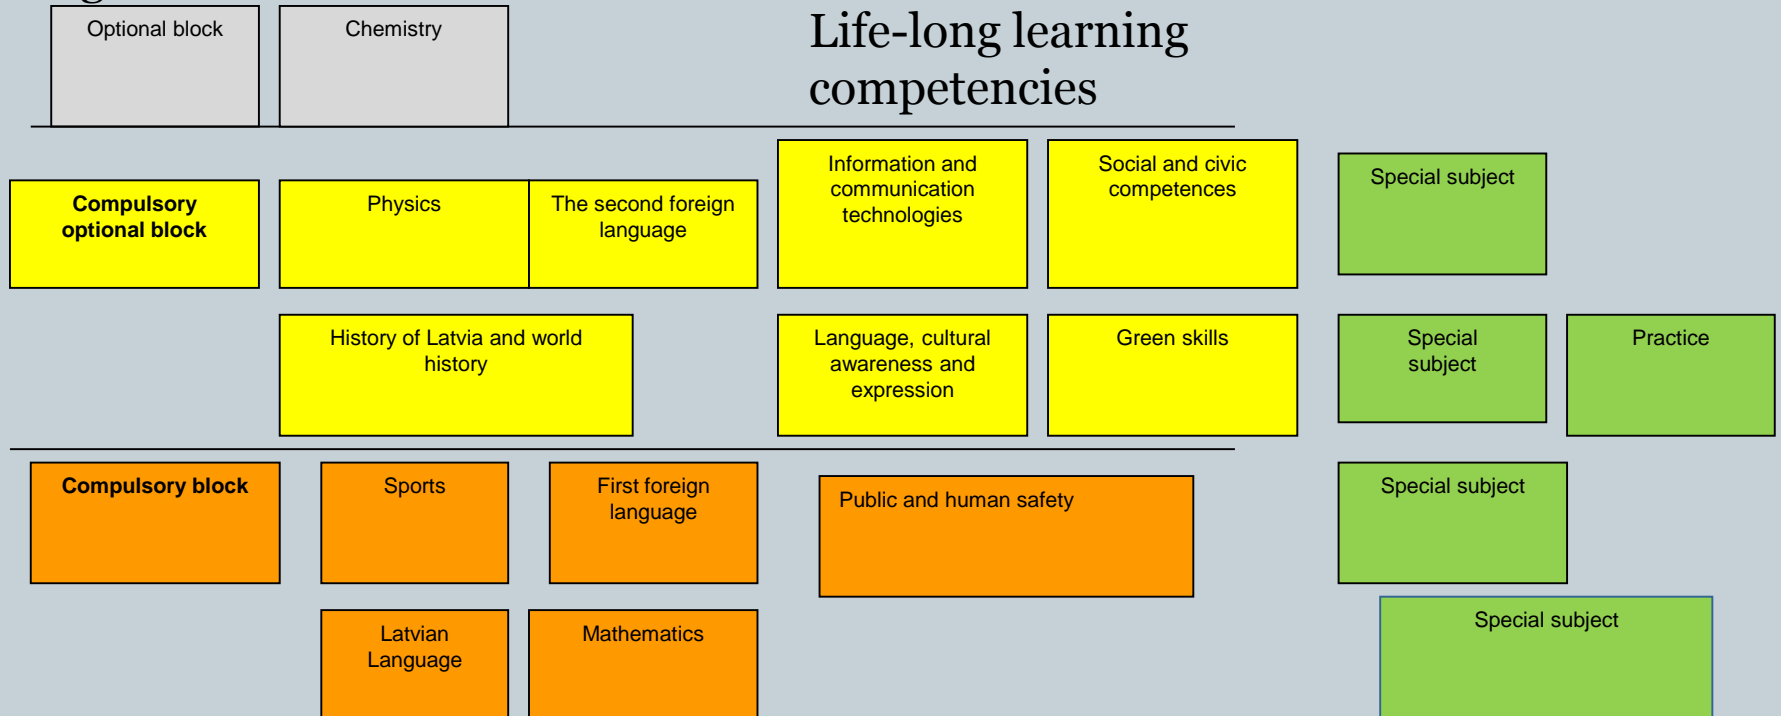 Optional block
Chemistry
Life-long learning
competencies
Compulsory
optional block
Physics
The second foreign
language
Information and
communication
technologies
Social and civic
competences
Special subject
History of Latvia and world
history
Language, cultural
awareness and
expression
Green skills
Special
subject
Practice
Compulsory block
Sports
First foreign
language
Public and human safety
Special subject
Latvian
Language
Mathematics
Special subject